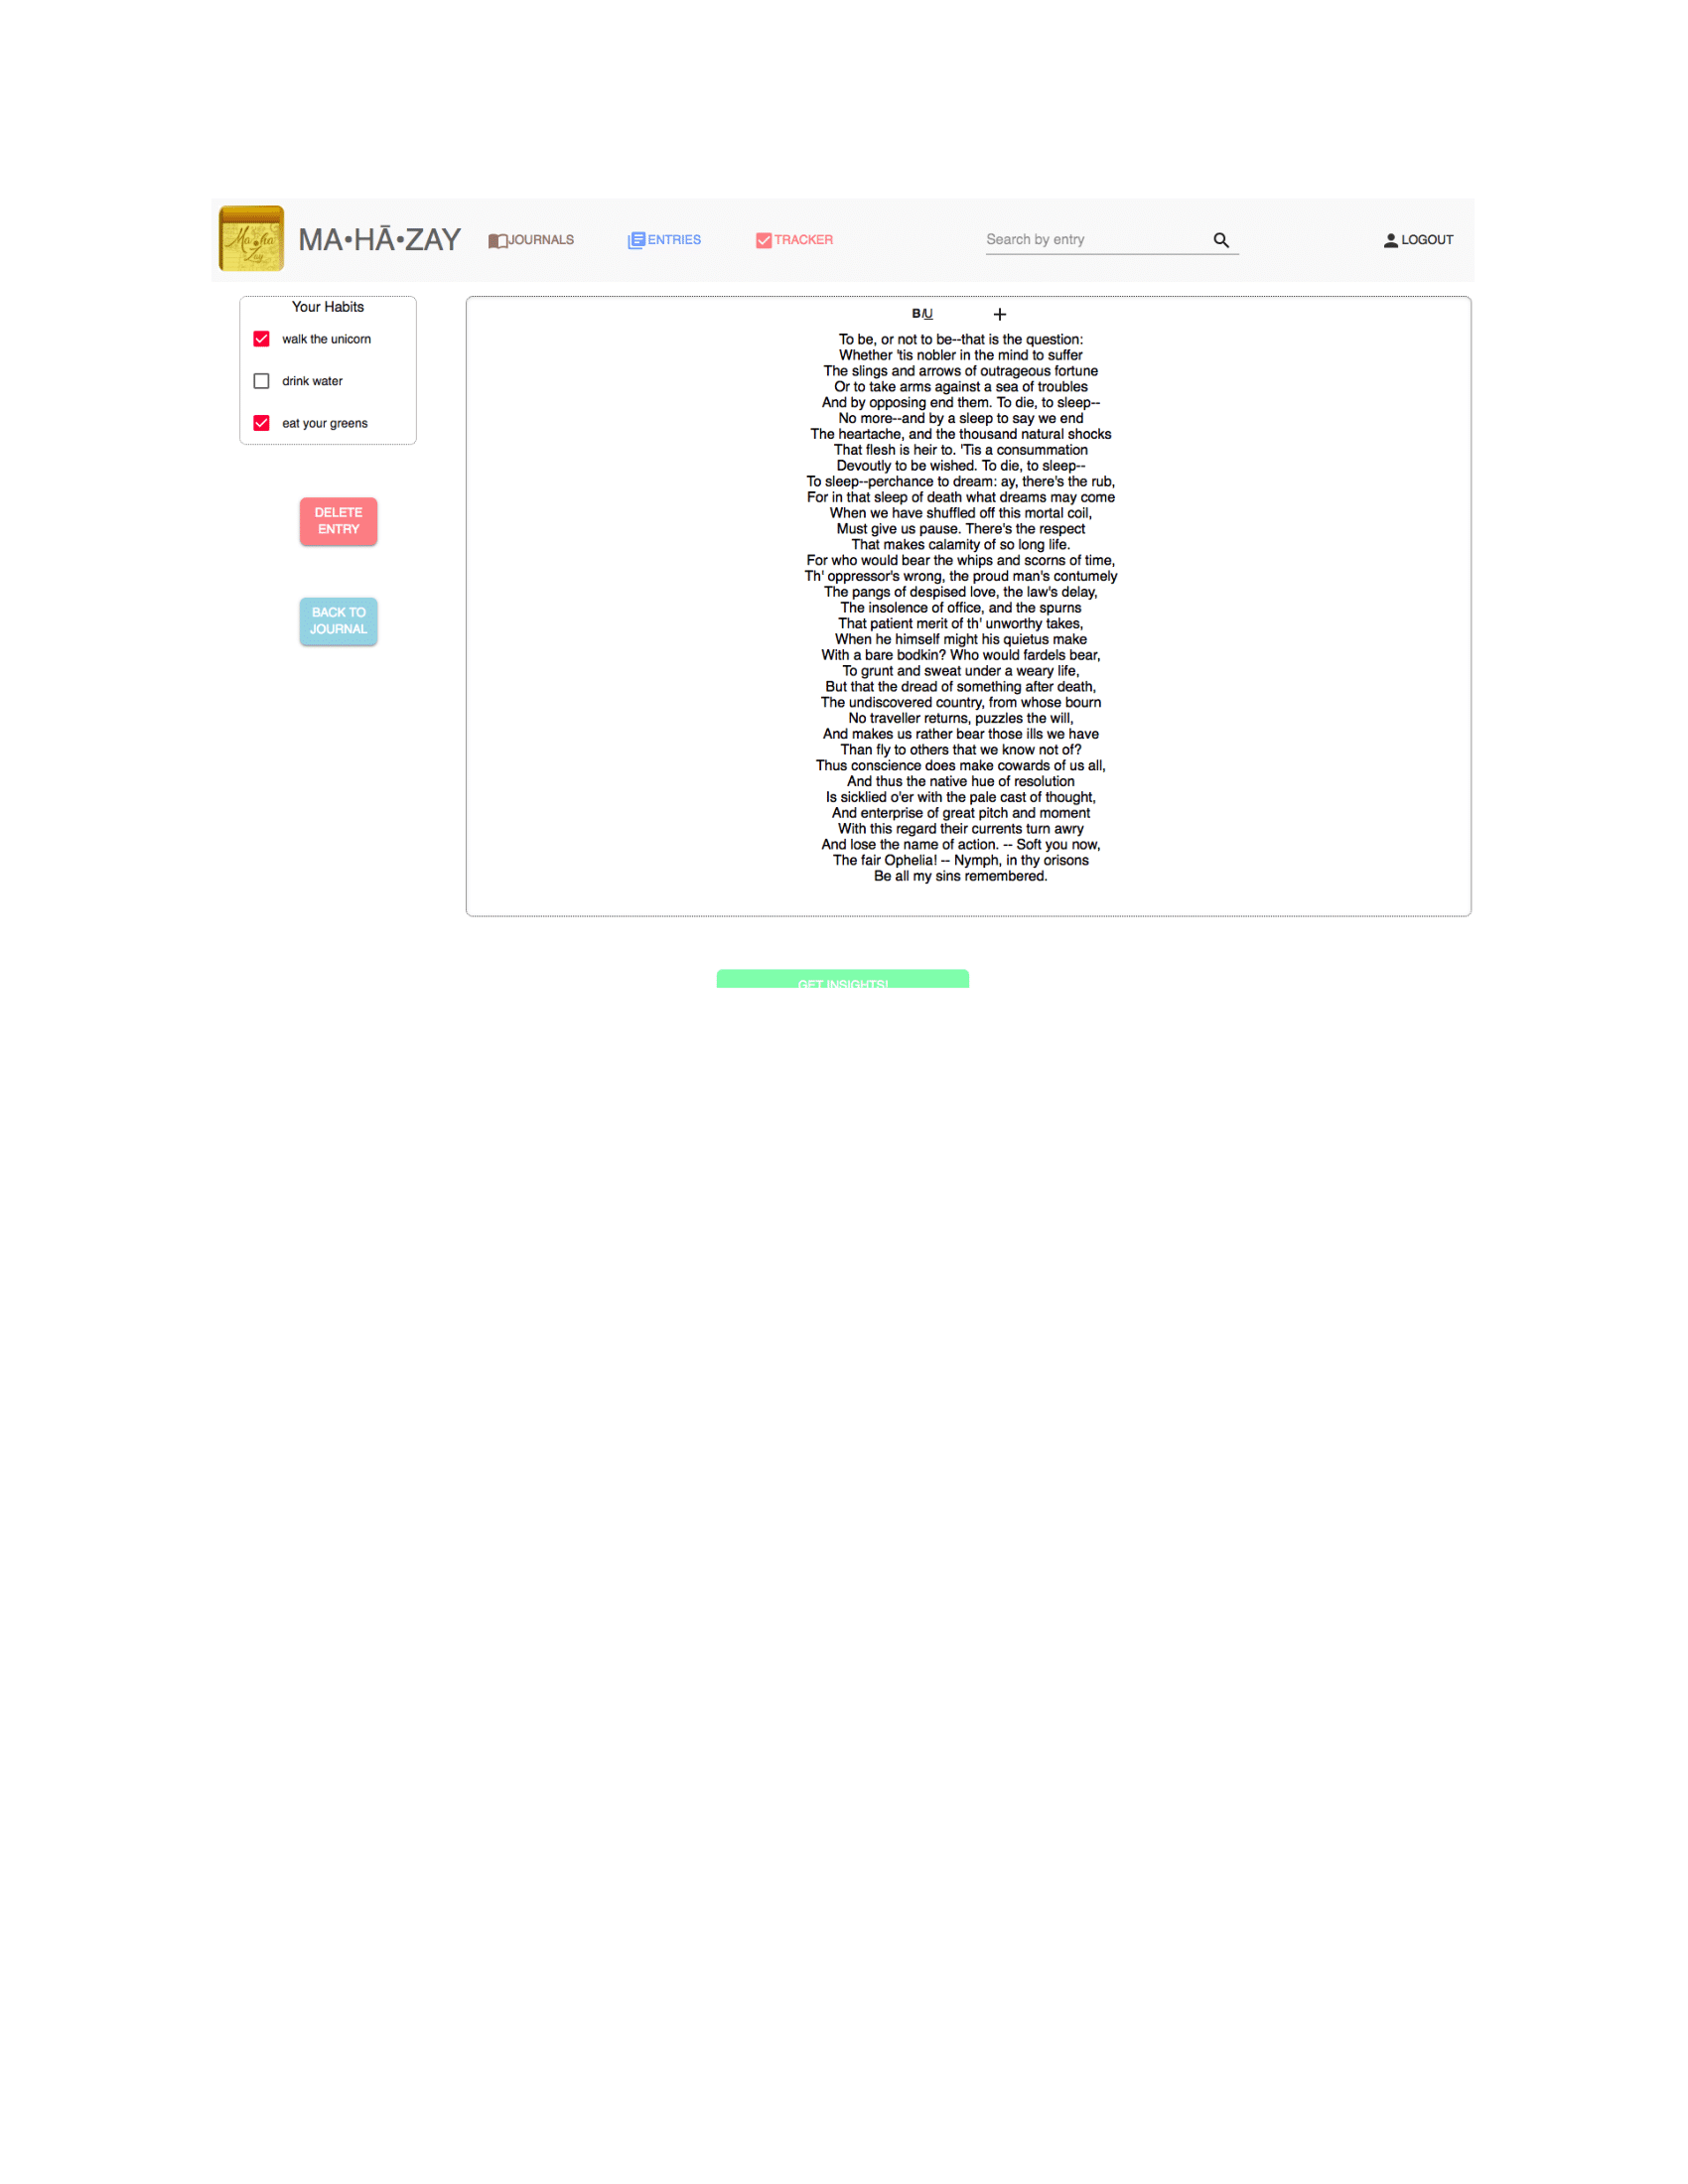 Ma•ha
Zay
MA•HĀ•ZAY
JOURNALS
ENTRIES
TRACKER
Search by entry
LOGOUT
Your Habits
walk the unicorn
drink water
eat your greens
DELETE
ENTRY
BACK TO
JOURNAL
BIU
To be, or not to be--that is the question:
Whether 'tis nobler in the mind to suffer
The slings and arrows of outrageous fortune
Or to take arms against a sea of troubles
And by opposing end them. To die, to sleep--
No more--and by a sleep to say we end
The heartache, and the thousand natural shocks
That flesh is heir to. 'Tis a consummation
Devoutly to be wished. To die, to sleep--
To sleep--perchance to dream: ay, there's the rub,
For in that sleep of death what dreams may come
When we have shuffled off this mortal coil,
Must give us pause. There's the respect
That makes calamity of so long life.
For who would bear the whips and scorns of time,
Th' oppressor's wrong, the proud man's contumely
The pangs of despised love, the law's delay,
The insolence of office, and the spurns
That patient merit of th' unworthy takes,
When he himself might his quietus make
With a bare bodkin? Who would fardels bear,
To grunt and sweat under a weary life,
But that the dread of something after death,
The undiscovered country, from whose bourn
No traveller returns, puzzles the will,
And makes us rather bear those ills we have
Than fly to others that we know not of?
Thus conscience does make cowards of us all,
And thus the native hue of resolution
Is sicklied o'er with the pale cast of thought,
And enterprise of great pitch and moment
With this regard their currents turn awry
And lose the name of action. -- Soft you now,
The fair Ophelia! -- Nymph, in thy orisons
Be all my sins remembered.
GET INSIGHTS!